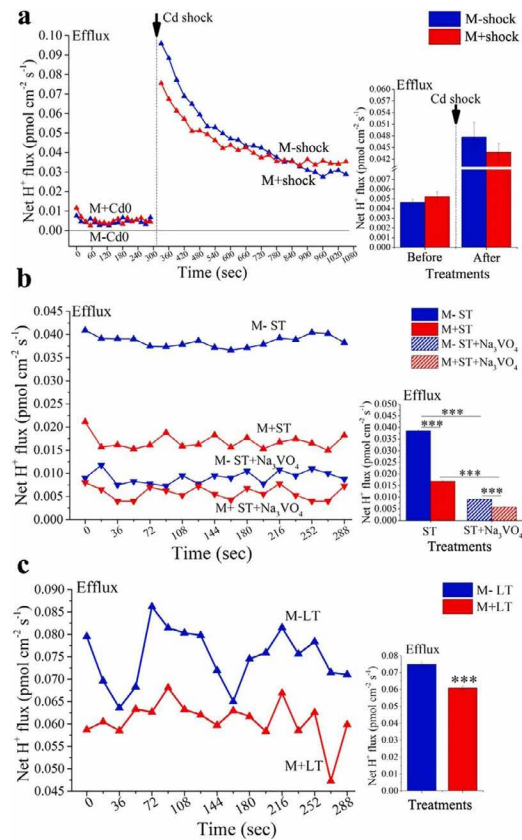 a
Efflux
Cd shock
M-shock
M+shock
Net H⁺ flux (pmol cm⁻² s⁻¹)
0.10
0.09
0.08
0.07
0.06
0.05
0.04
0.03
0.02
0.01
0.00
M+Cd0
M-Cd0
M-shock
M+shock
0 60 120 180 240 300 360 420 480 540 600 660 720 780 840 900 960 1020 1080
Time (sec)
Efflux
Cd shock
Net H⁺ flux (pmol cm⁻² s⁻¹)
0.060
0.056
0.052
0.048
0.044
0.042
0.009
0.008
0.007
0.006
0.005
0.004
0.003
0.002
0.001
0.000
Before After
Treatments
b
Efflux
Net H⁺ flux (pmol cm⁻² s⁻¹)
0.045
0.040
0.035
0.030
0.025
0.020
0.015
0.010
0.005
0.000
M- ST
M+ST
M- ST+Na₃VO₄
M+ ST+Na₃VO₄
0 36 72 108 144 180 216 252 288
Time (sec)
M- ST
M+ST
M- ST+Na₃VO₄
M+ST+Na₃VO₄
Efflux
Net H⁺ flux (pmol cm⁻² s⁻¹)
0.050
0.045
0.040
0.035
0.030
0.025
0.020
0.015
0.010
0.005
0.000
***
***
***
***
ST ST+Na₃VO₄
Treatments
c
Efflux
Net H⁺ flux (pmol cm⁻² s⁻¹)
0.090
0.085
0.080
0.075
0.070
0.065
0.060
0.055
0.050
0.045
M-LT
M+LT
0 36 72 108 144 180 216 252 288
Time (sec)
M- LT
M+LT
Efflux
Net H⁺ flux (pmol cm⁻² s⁻¹)
0.08
0.07
0.06
0.05
0.04
0.03
0.02
0.01
0.00
***
Treatments